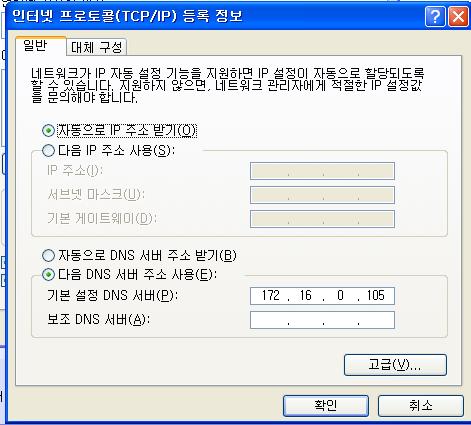 인터넷 프로토콜(TCP/IP) 등록 정보
일반
대체 구성
네트워크가 IP 자동 설정 기능을 지원하면 IP 설정이 자동으로 할당되도록
할 수 있습니다. 지원하지 않으면, 네트워크 관리자에게 적절한 IP 설정값
을 문의해야 합니다.
자동으로 IP 주소 받기(O)
다음 IP 주소 사용(S):
IP 주소(I):
서브넷 마스크(U):
기본 게이트웨이(D):
자동으로 DNS 서버 주소 받기(B)
다음 DNS 서버 주소 사용(E):
기본 설정 DNS 서버(P): 172 . 16 . 0 . 105
보조 DNS 서버(A): . . .
고급(V)...
확인
취소